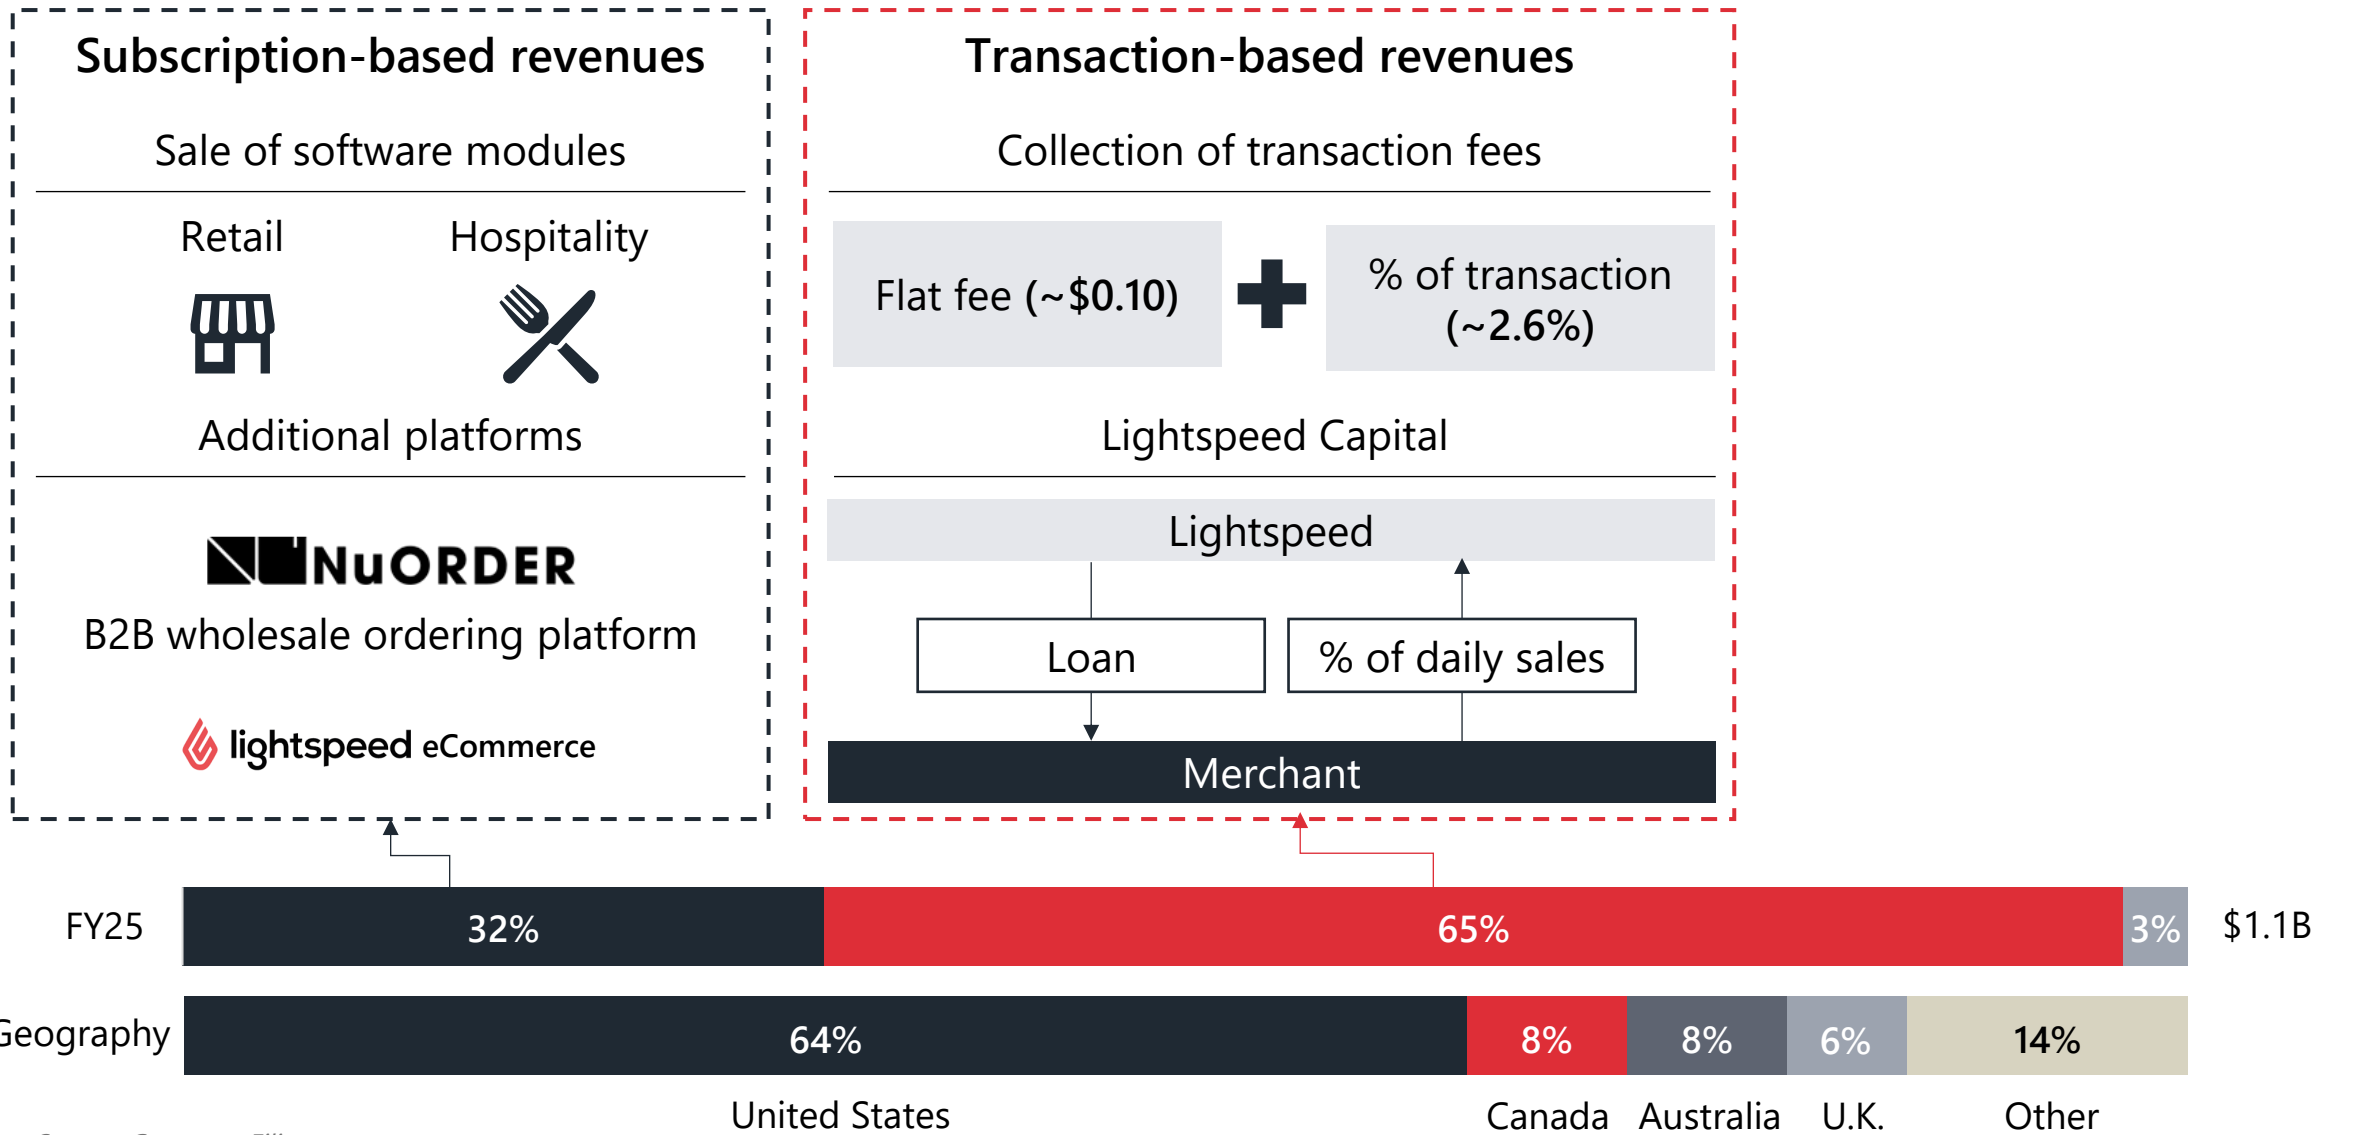 Subscription-based revenues
Sale of software modules
Retail
Hospitality
Additional platforms
NuORDER
B2B wholesale ordering platform
lightspeed eCommerce
Transaction-based revenues
Collection of transaction fees
Flat fee (~$0.10)
% of transaction
(~2.6%)
Lightspeed Capital
Lightspeed
Loan
% of daily sales
Merchant
FY25
32%
65%
3%
$1.1B
Geography
64%
8%
8%
6%
14%
United States
Canada
Australia
U.K.
Other